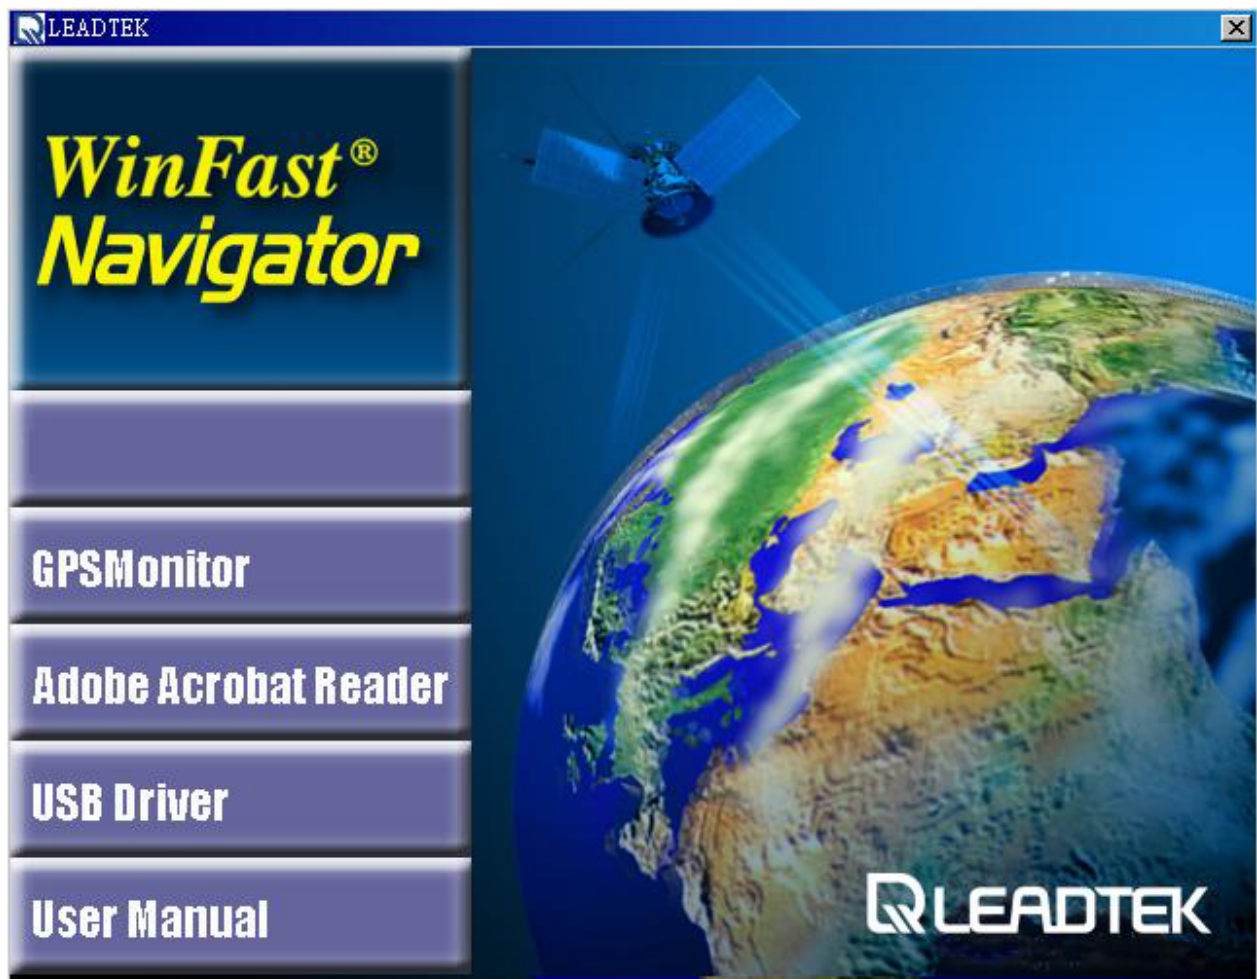 LEADTEK
WinFast®
Navigator
GPSMonitor
Adobe Acrobat Reader
USB Driver
User Manual
LEADTEK